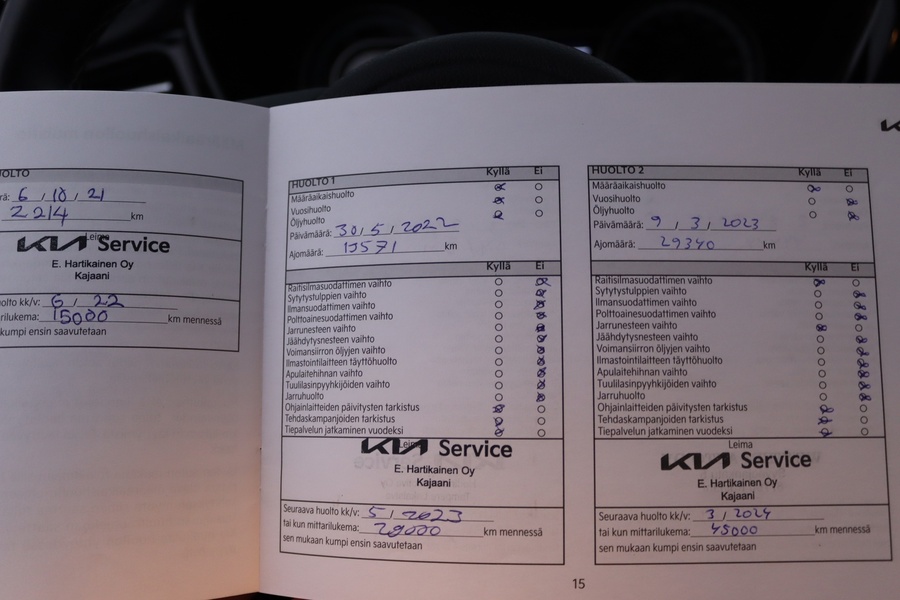 OLTO
rä: 6 / 10 / 21
2214 km
Leima
KIA Service
E. Hartikainen Oy
Kajaani
uolto kk/v: 6 / 22
rilukema: 15000 km mennessä
kumpi ensin saavutetaan
HUOLTO 1 Kyllä Ei
Määräaikaishuolto
Vuosihuolto
Öljyhuolto
Päivämäärä: 30 / 5 / 2022
Ajomäärä: 15571 km
Kyllä Ei
Raitisilmasuodattimen vaihto
Sytytystulppien vaihto
Ilmansuodattimen vaihto
Polttoainesuodattimen vaihto
Jarrunesteen vaihto
Jäähdytysnesteen vaihto
Voimansiirron öljyjen vaihto
Ilmastointilaitteen täyttöhuolto
Apulaitehihnan vaihto
Tuulilasinpyyhkijöiden vaihto
Jarruhuolto
Ohjainlaitteiden päivitysten tarkistus
Tehdaskampanjoiden tarkistus
Tiepalvelun jatkaminen vuodeksi
Leima
KIA Service
E. Hartikainen Oy
Kajaani
Seuraava huolto kk/v: 5 / 2023
tai kun mittarilukema: 29000 km mennessä
sen mukaan kumpi ensin saavutetaan
HUOLTO 2 Kyllä Ei
Määräaikaishuolto
Vuosihuolto
Öljyhuolto
Päivämäärä: 9 / 3 / 2023
Ajomäärä: 29340 km
Kyllä Ei
Raitisilmasuodattimen vaihto
Sytytystulppien vaihto
Ilmansuodattimen vaihto
Polttoainesuodattimen vaihto
Jarrunesteen vaihto
Jäähdytysnesteen vaihto
Voimansiirron öljyjen vaihto
Ilmastointilaitteen täyttöhuolto
Apulaitehihnan vaihto
Tuulilasinpyyhkijöiden vaihto
Jarruhuolto
Ohjainlaitteiden päivitysten tarkistus
Tehdaskampanjoiden tarkistus
Tiepalvelun jatkaminen vuodeksi
Leima
KIA Service
E. Hartikainen Oy
Kajaani
Seuraava huolto kk/v: 3 / 2024
tai kun mittarilukema: 45000 km mennessä
sen mukaan kumpi ensin saavutetaan
15